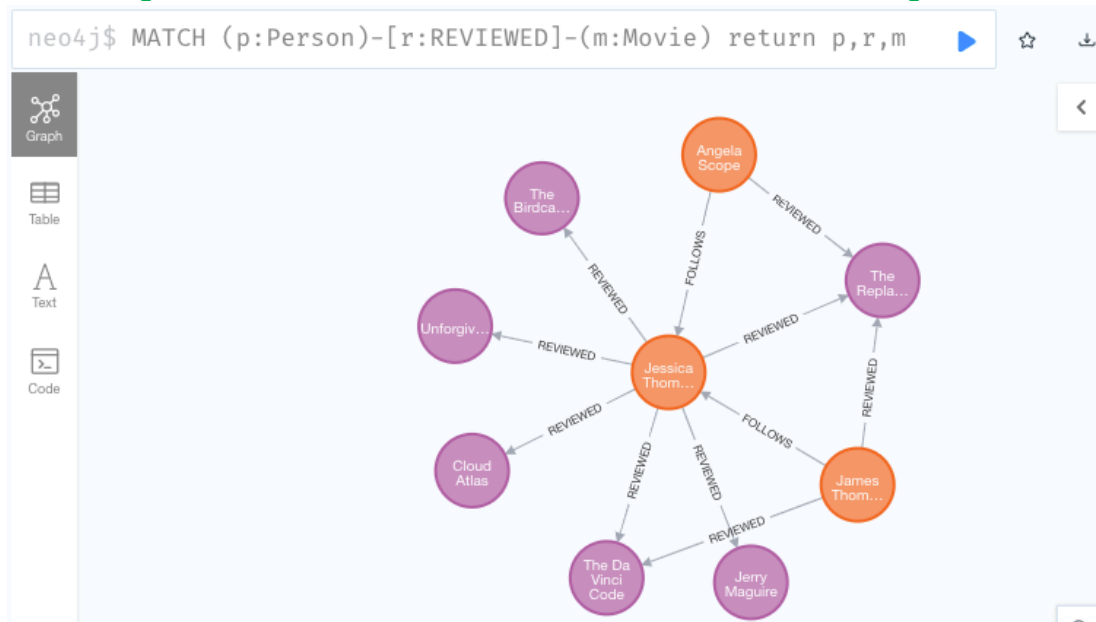 neo4j$ MATCH (p:Person)-[r:REVIEWED]-(m:Movie) return p,r,m
Graph
Table
Text
Code
Angela
Scope
The
Birdca...
REVIEWED
FOLLOWS
REVIEWED
The
Repla...
Unforgiv...
REVIEWED
REVIEWED
Jessica
Thom...
REVIEWED
REVIEWED
FOLLOWS
Cloud
Atlas
REVIEWED
REVIEWED
James
Thom...
REVIEWED
The Da
Vinci
Code
Jerry
Maguire